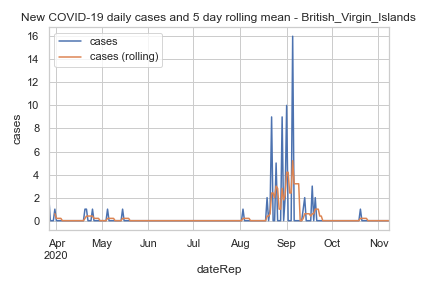 New COVID-19 daily cases and 5 day rolling mean - British_Virgin_Islands
cases
cases (rolling)
16
14
12
10
8
6
4
2
0
cases
Apr May Jun Jul Aug Sep Oct Nov
2020
dateRep